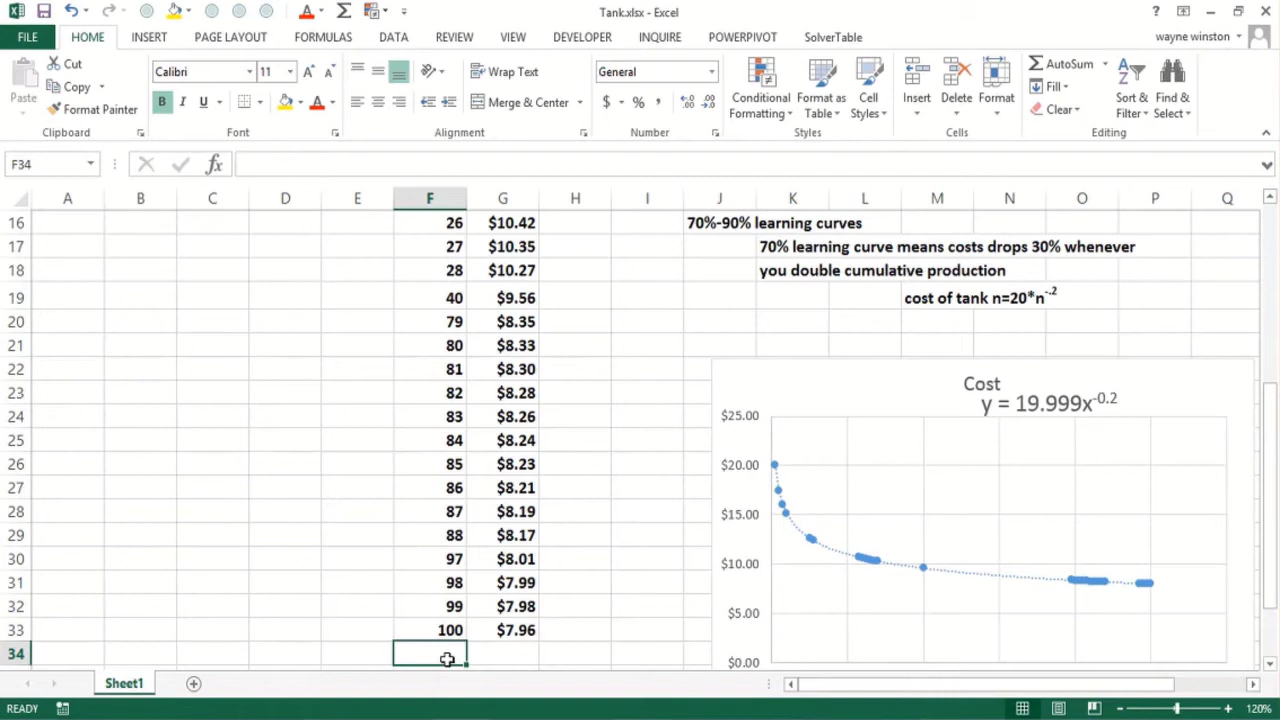 Tank.xlsx - Excel
FILE HOME INSERT PAGE LAYOUT FORMULAS DATA REVIEW VIEW DEVELOPER INQUIRE POWERPIVOT SolverTable wayne winston
Paste
Cut
Copy
Format Painter
Clipboard
Calibri 11
B I U
Font
Wrap Text
Merge & Center
Alignment
General
$ % ,
Number
Conditional Formatting
Format as Table
Cell Styles
Styles
Insert Delete Format
Cells
AutoSum
Fill
Clear
Sort & Filter
Find & Select
Editing
F34 fx
A B C D E F G H I J K L M N O P Q
16 26 $10.42 70%-90% learning curves
17 27 $10.35 70% learning curve means costs drops 30% whenever
18 28 $10.27 you double cumulative production
19 40 $9.56 cost of tank n=20*n^-.2
20 79 $8.35
21 80 $8.33
22 81 $8.30
23 82 $8.28
24 83 $8.26
25 84 $8.24
26 85 $8.23
27 86 $8.21
28 87 $8.19
29 88 $8.17
30 97 $8.01
31 98 $7.99
32 99 $7.98
33 100 $7.96
34
Cost
y = 19.999x^-0.2
$25.00
$20.00
$15.00
$10.00
$5.00
$0.00
Sheet1
READY 120%